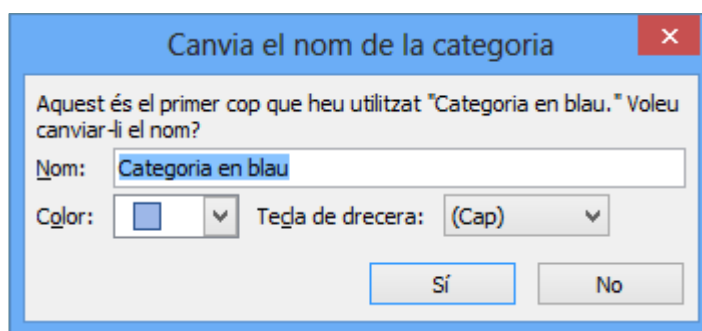 Canvia el nom de la categoria
Aquest és el primer cop que heu utilitzat "Categoria en blau." Voleu
canviar-li el nom?
Nom: Categoria en blau
Color: Tecla de drecera: (Cap)
Sí No